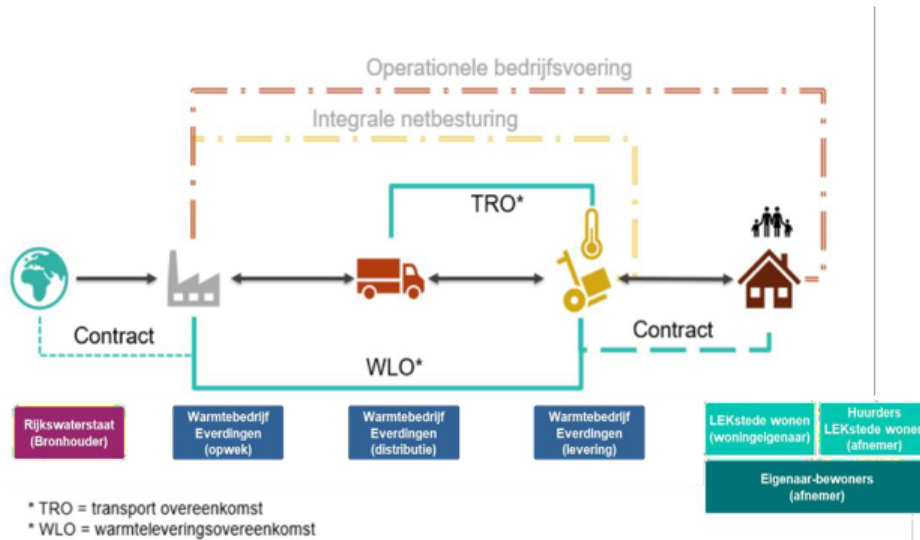 Operationele bedrijfsvoering
Integrale netbesturing
TRO*
Contract
Contract
WLO*
Rijkswaterstaat
(Bronhouder)
Warmtebedrijf
Everdingen
(opwek)
Warmtebedrijf
Everdingen
(distributie)
Warmtebedrijf
Everdingen
(levering)
LEKstede wonen
(woningeigenaar)
Huurders
LEKstede wonen
(afnemer)
Eigenaar-bewoners
(afnemer)
* TRO = transport overeenkomst
* WLO = warmteleveringsovereenkomst